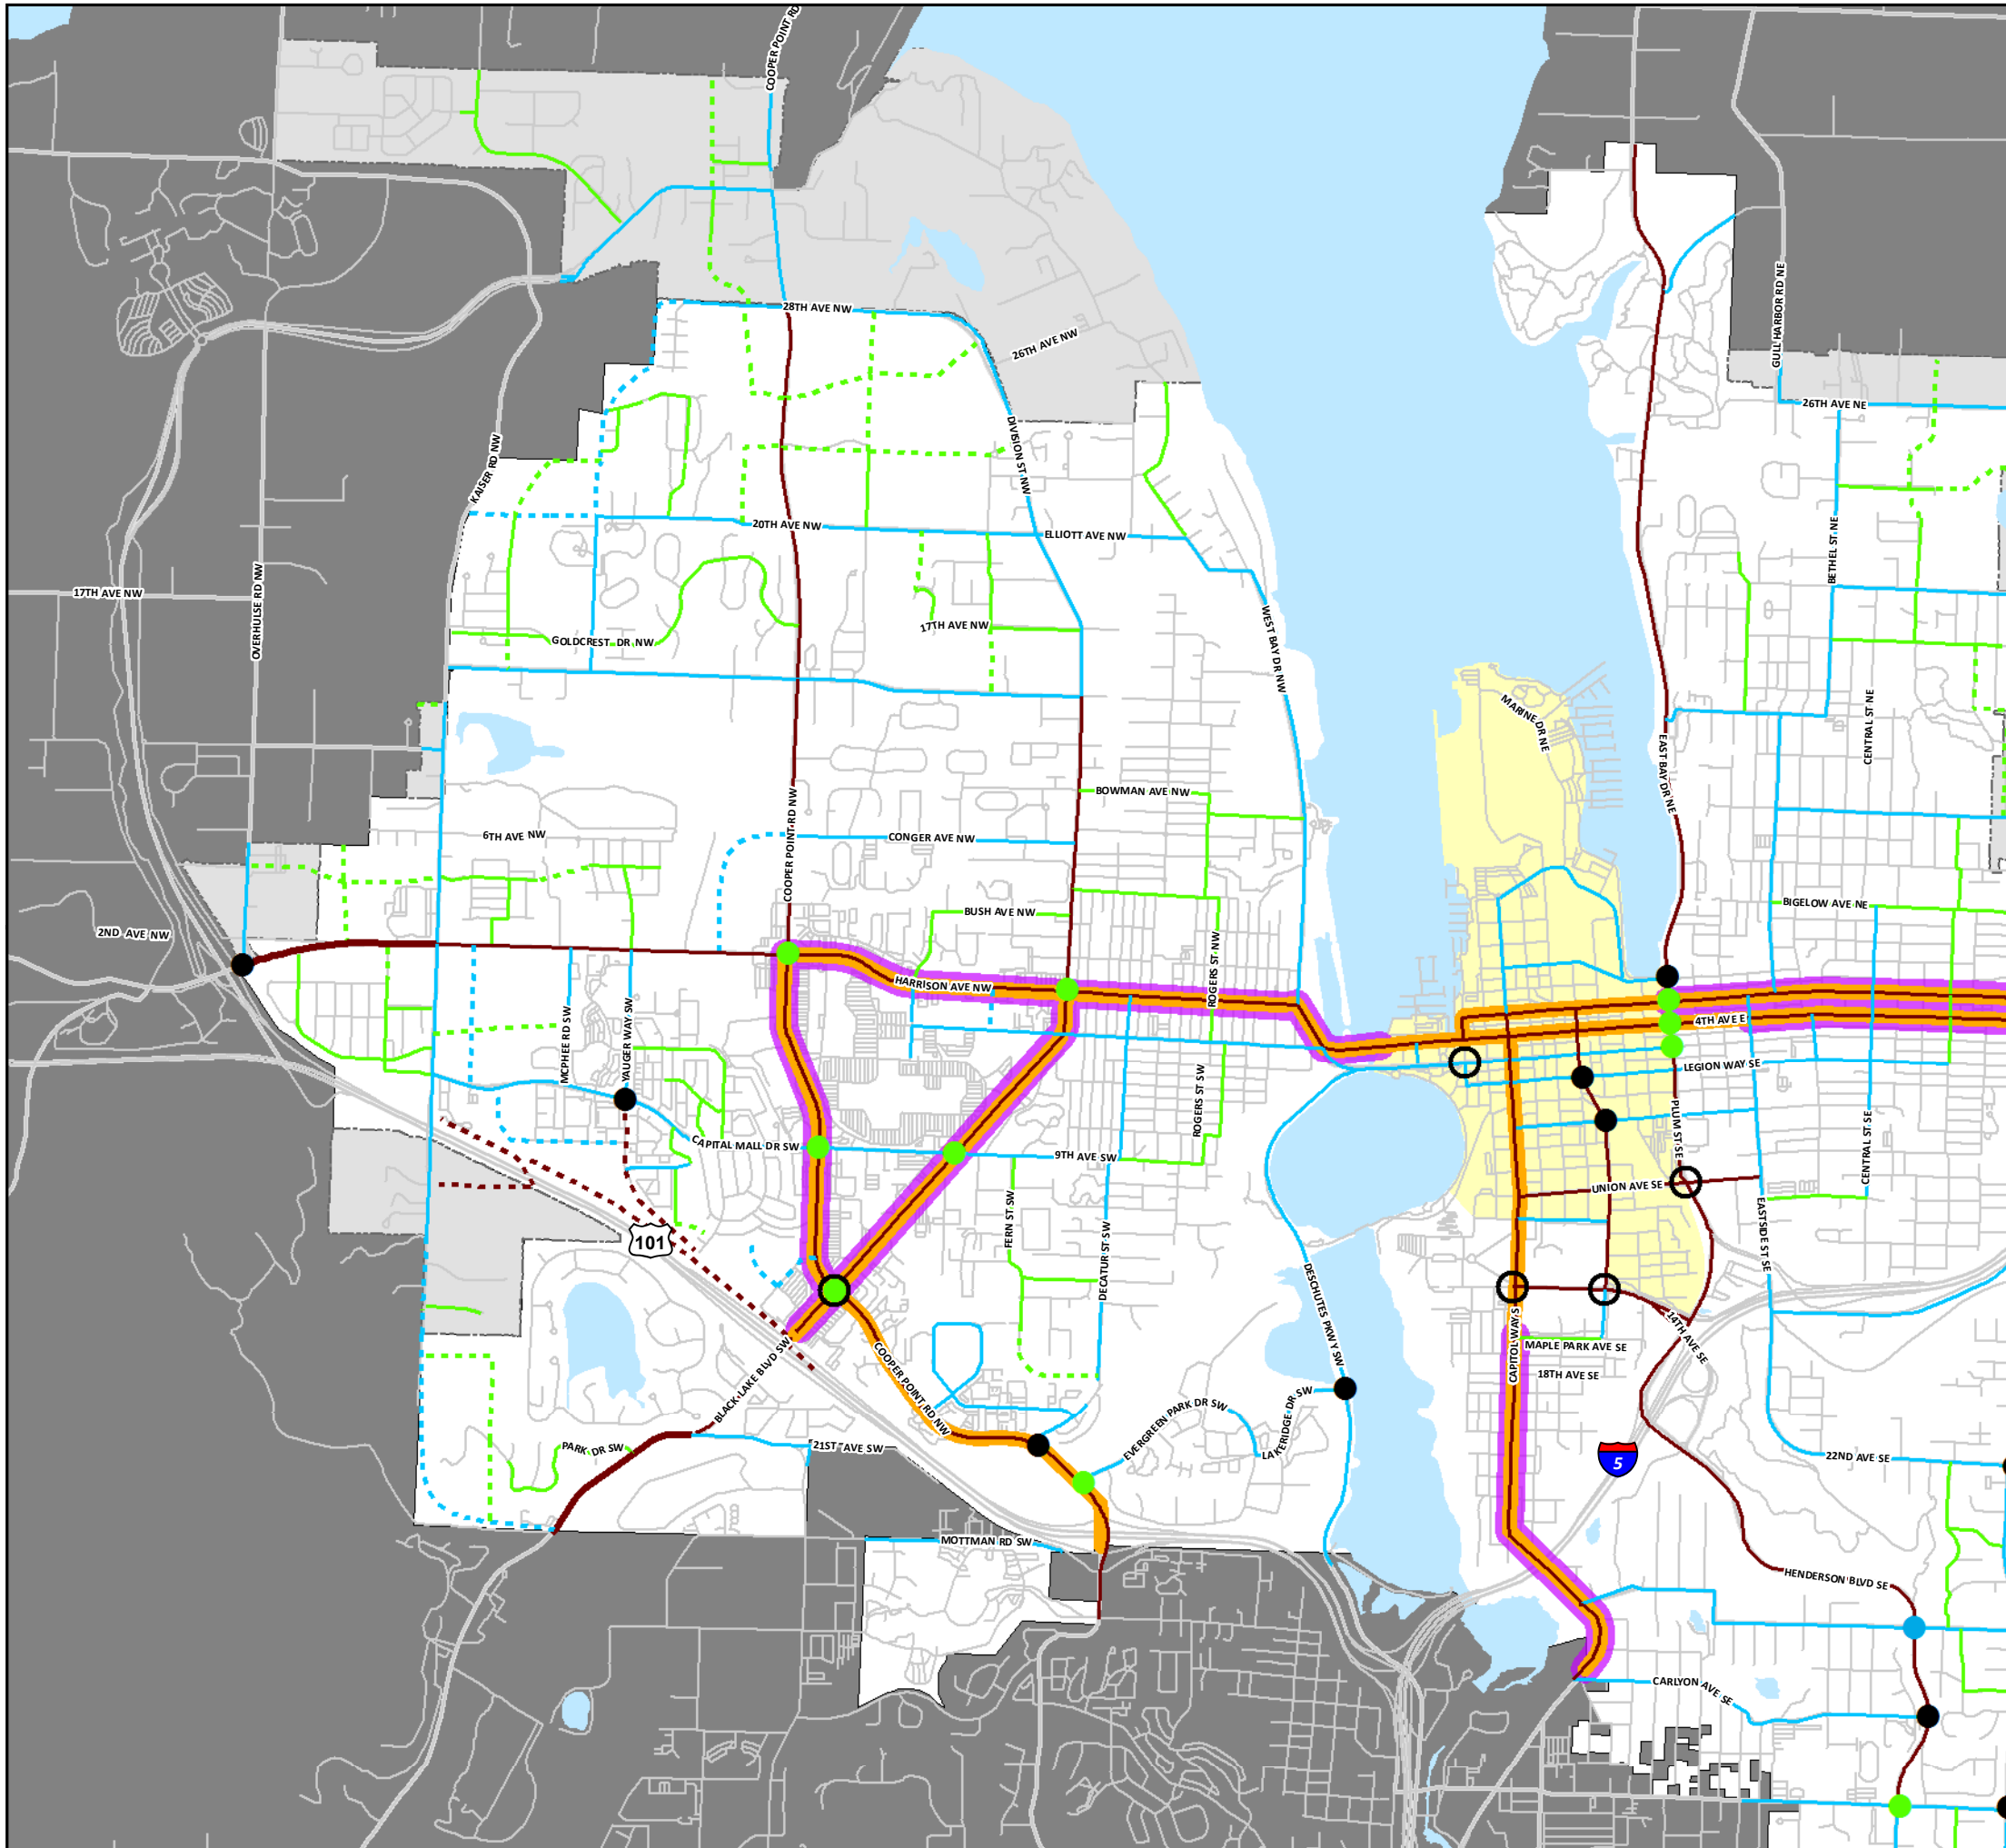 COOPER POINT RD
28TH AVE NW
26TH AVE NW
GULL HARBOR RD NE
26TH AVE NE
DIVISION ST NW
KAISER RD NW
20TH AVE NW
ELLIOTT AVE NW
BETHEL ST NE
17TH AVE NW
OVERHULSE RD NW
GOLDCREST DR NW
17TH AVE NW
WEST BAY DR NW
MARINE DR NE
CENTRAL ST NE
EAST BAY DR NE
BOWMAN AVE NW
6TH AVE NW
COOPER POINT RD NW
CONGER AVE NW
BUSH AVE NW
BIGELOW AVE NE
2ND AVE NW
ROGERS ST NW
HARRISON AVE NW
4TH AVE E
MCPHEE RD SW
YAUGER WAY SW
LEGION WAY SE
ROGERS ST SW
PLUM ST SE
CENTRAL ST SE
CAPITAL MALL DR SW
9TH AVE SW
UNION AVE SE
FERN ST SW
DECATUR ST SW
EASTSIDE ST SE
101
DESCHUTES PKWY SW
14TH AVE SE
CAPITOL WAY S
MAPLE PARK AVE SE
18TH AVE SE
BLACK LAKE BLVD SW
COOPER POINT RD NW
EVERGREEN PARK DR SW
LAKERIDGE DR SW
PARK DR SW
21ST AVE SW
22ND AVE SE
5
MOTTMAN RD SW
HENDERSON BLVD SE
CARLYON AVE SE